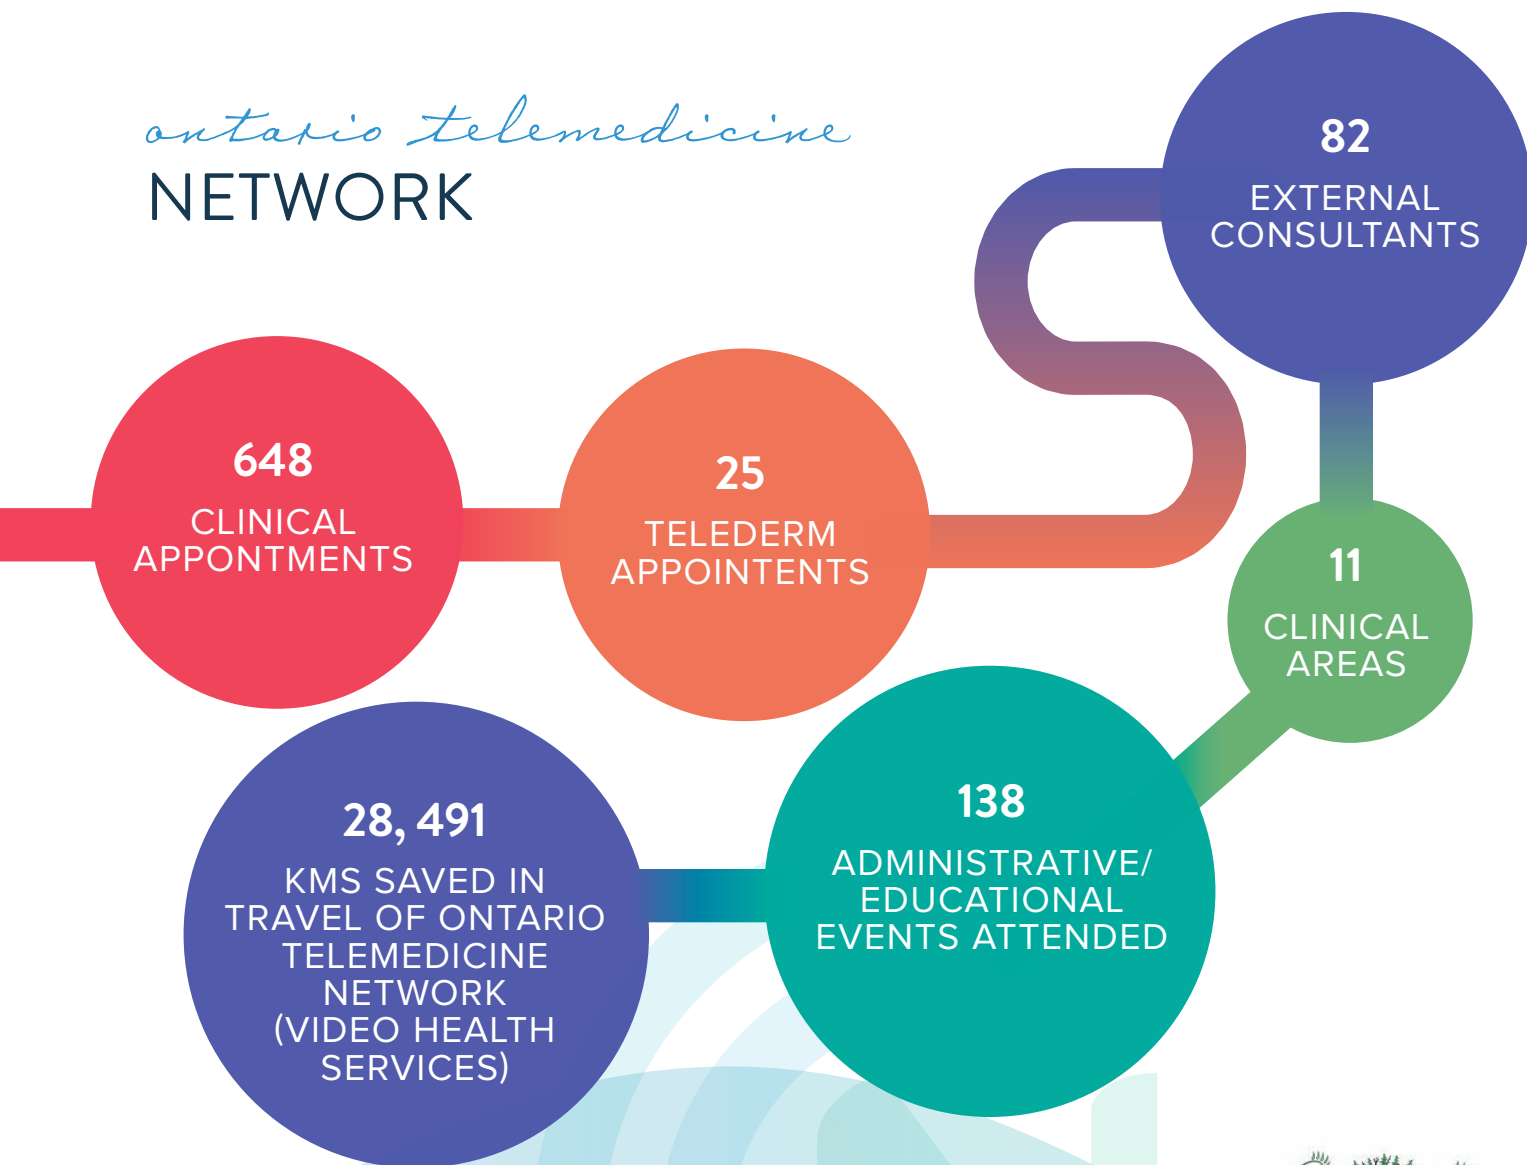 ontario telemedicine
NETWORK
648
CLINICAL
APPONTMENTS
25
TELEDERM
APPOINTENTS
82
EXTERNAL
CONSULTANTS
11
CLINICAL
AREAS
138
ADMINISTRATIVE/
EDUCATIONAL
EVENTS ATTENDED
28, 491
KMS SAVED IN
TRAVEL OF ONTARIO
TELEMEDICINE
NETWORK
(VIDEO HEALTH
SERVICES)